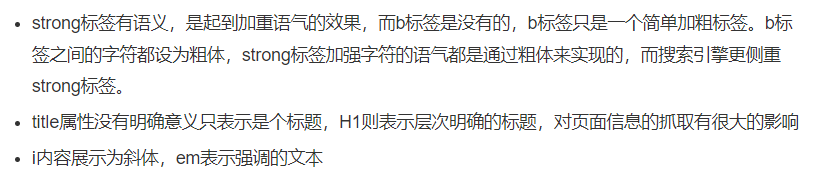 strong标签有语义，是起到加重语气的效果，而b标签是没有的，b标签只是一个简单加粗标签。b标
签之间的字符都设为粗体，strong标签加强字符的语气都是通过粗体来实现的，而搜索引擎更侧重
strong标签。
title属性没有明确意义只表示是个标题，H1则表示层次明确的标题，对页面信息的抓取有很大的影响
i内容展示为斜体，em表示强调的文本